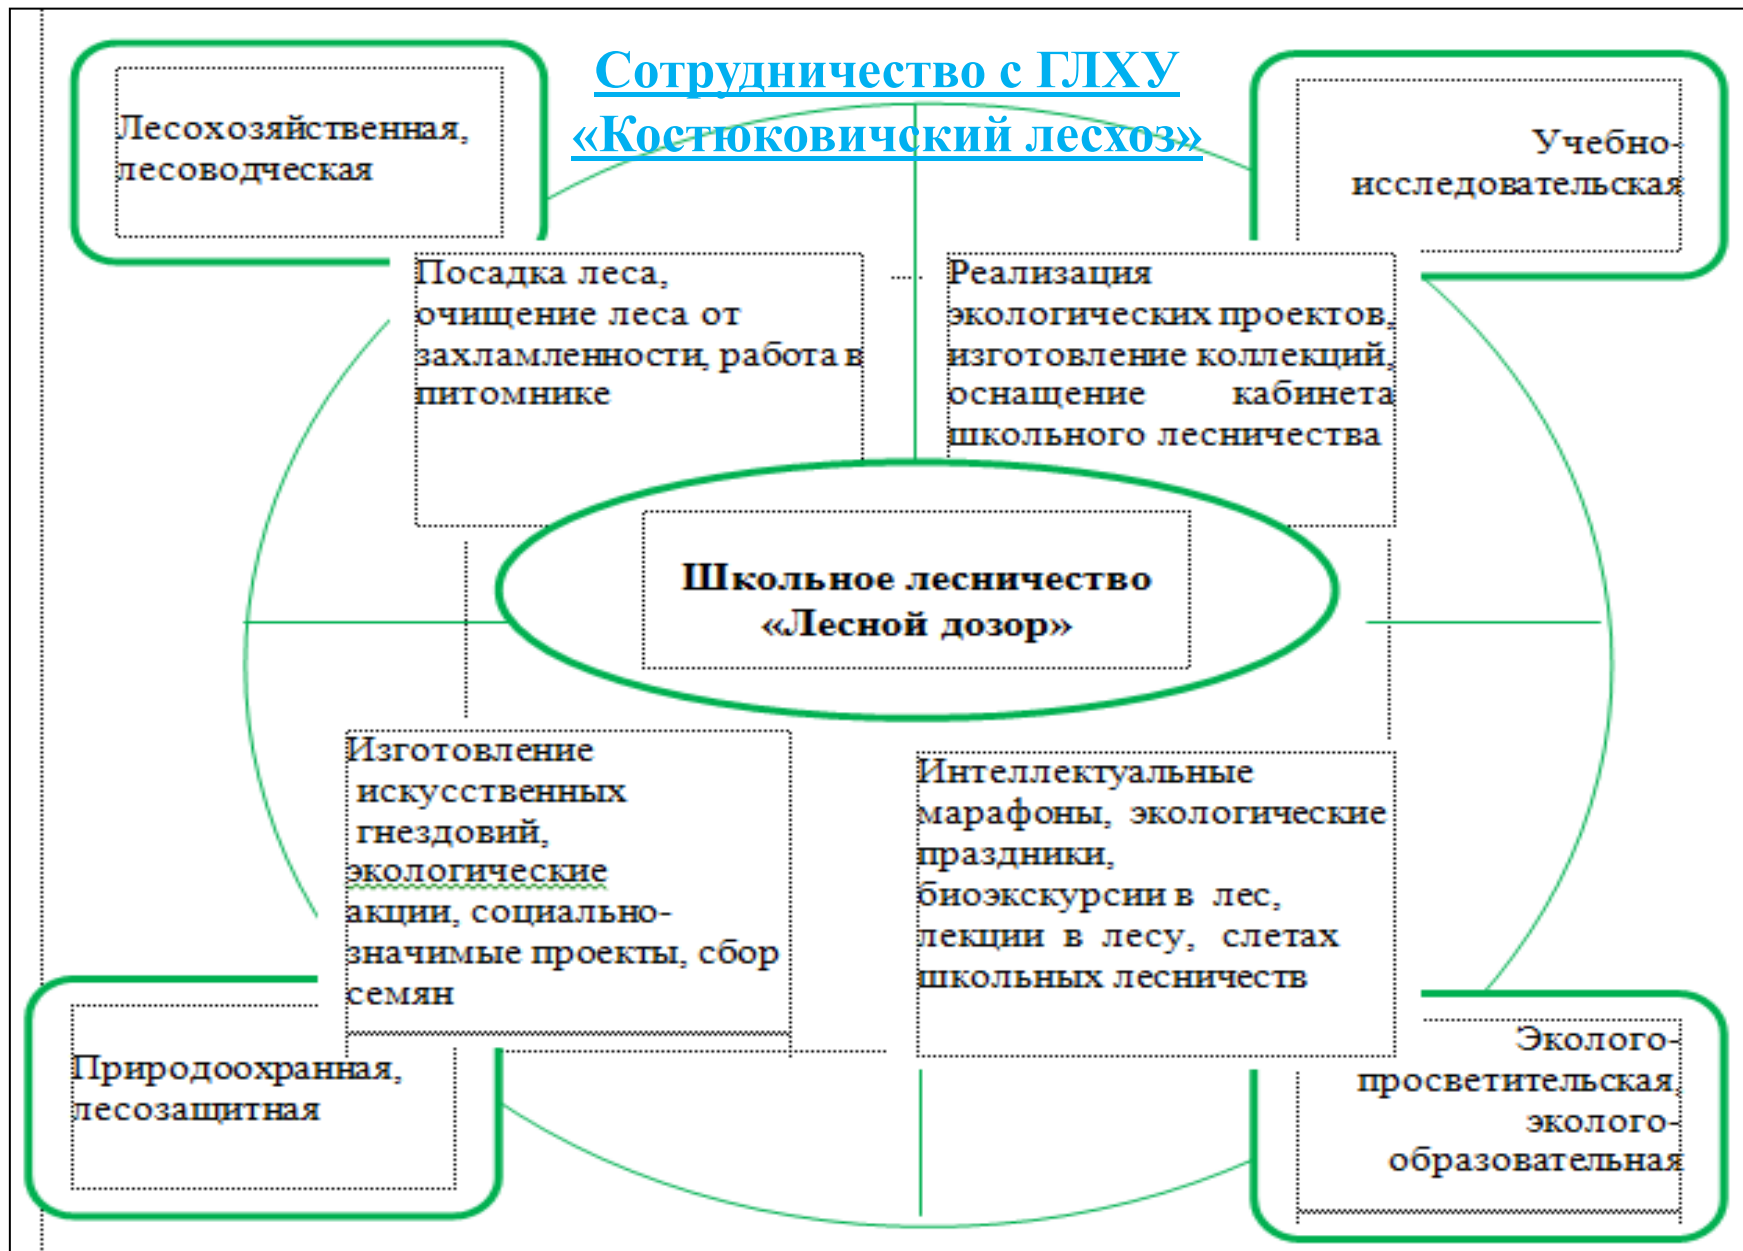 Сотрудничество с ГЛХУ
«Костюковичский лесхоз»
Лесохозяйственная,
лесоводческая
Учебно-
исследовательская
Посадка леса,
очищение леса от
захламленности, работа в
питомнике
Реализация
экологических проектов,
изготовление коллекций,
оснащение кабинета
школьного лесничества
Школьное лесничество
«Лесной дозор»
Изготовление
искусственных
гнездовий,
экологические
акции, социально-
значимые проекты, сбор
семян
Интеллектуальные
марафоны, экологические
праздники,
биоэкскурсии в лес,
лекции в лесу, слетах
школьных лесничеств
Природоохранная,
лесозащитная
Эколого-
просветительская,
эколого-
образовательная